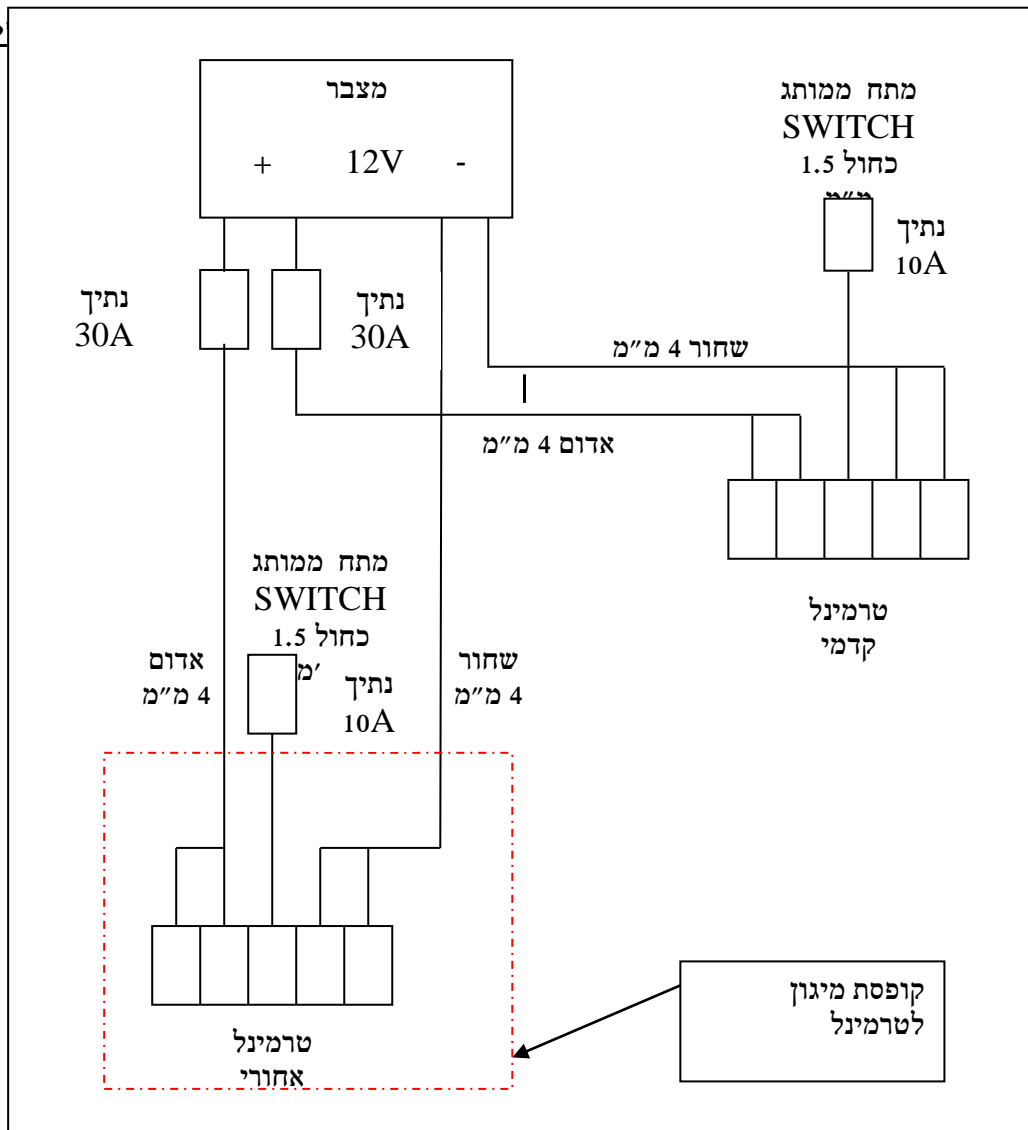 מצבר
+ 12V -
מתח ממותג
SWITCH
כחול 1.5
מ"מ
נתיך
10A
נתיך
30A
נתיך
30A
שחור 4 מ"מ
אדום 4 מ"מ
טרמינל
קדמי
מתח ממותג
SWITCH
כחול 1.5
מ'
נתיך
10A
אדום
4 מ"מ
שחור
4 מ"מ
טרמינל
אחורי
קופסת מיגון
לטרמינל